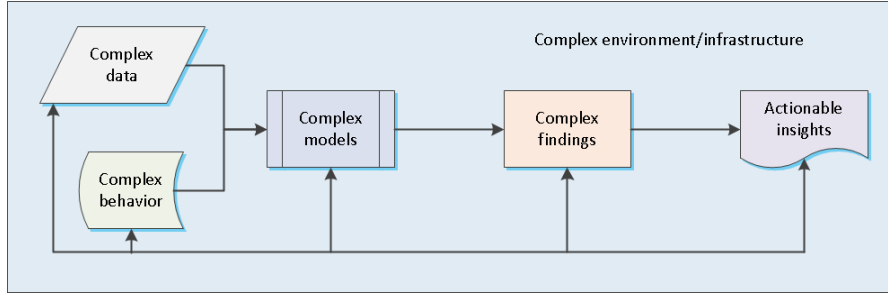 Complex environment/infrastructure
Complex
data
Complex
behavior
Complex
models
Complex
findings
Actionable
insights